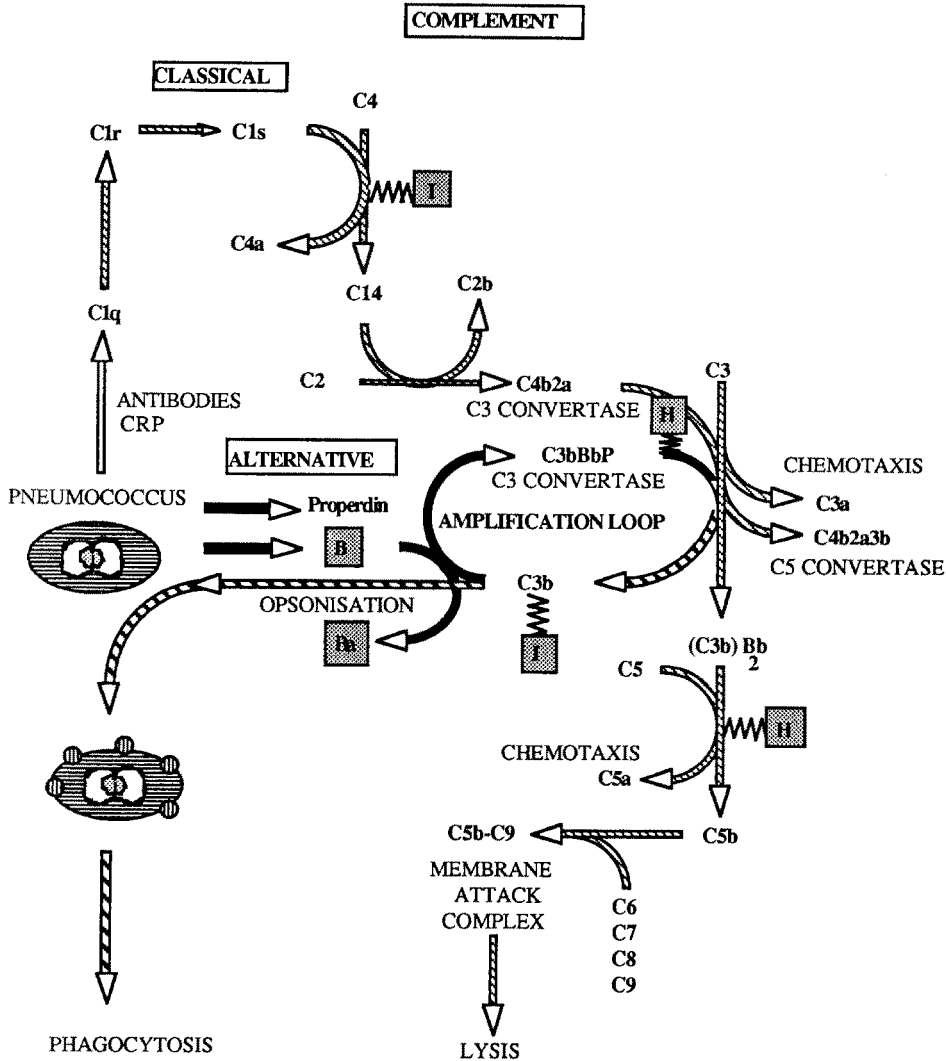 COMPLEMENT
CLASSICAL
C4
C1r
C1s
I
C4a
C14
C2b
C1q
C2
C4b2a
C3 CONVERTASE
C3
H
ANTIBODIES
CRP
ALTERNATIVE
C3bBbP
C3 CONVERTASE
CHEMOTAXIS
C3a
PNEUMOCOCCUS
Properdin
AMPLIFICATION LOOP
C4b2a3b
C5 CONVERTASE
B
C3b
OPSONISATION
Ba
I
(C3b) Bb
2
C5
H
CHEMOTAXIS
C5a
C5b-C9
C5b
MEMBRANE
ATTACK
COMPLEX
C6
C7
C8
C9
PHAGOCYTOSIS
LYSIS